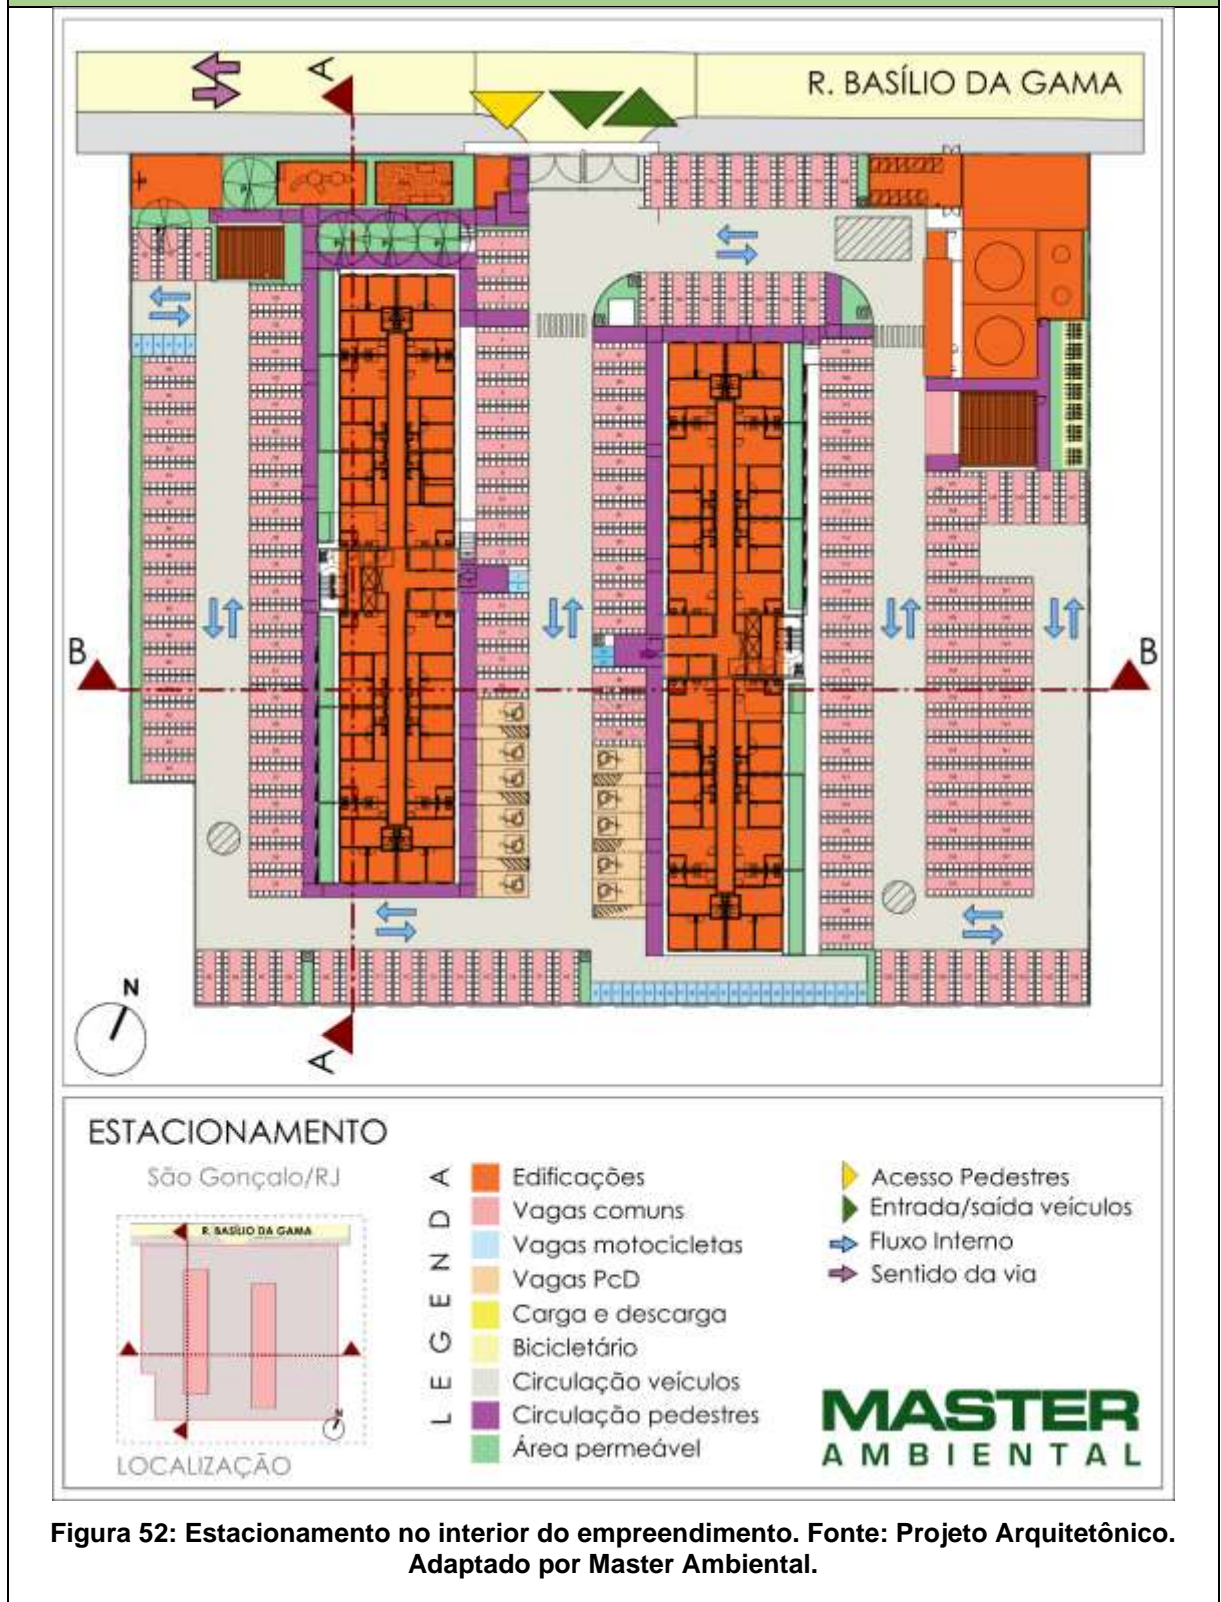 R. BASÍLIO DA GAMA
A
B
B
N
A
ESTACIONAMENTO
São Gonçalo/RJ
R. BASÍLIO DA GAMA
N
LOCALIZAÇÃO
LEGENDA
Edificações
Vagas comuns
Vagas motocicletas
Vagas PcD
Carga e descarga
Bicicletário
Circulação veículos
Circulação pedestres
Área permeável
Acesso Pedestres
Entrada/saída veículos
Fluxo Interno
Sentido da via
MASTER
AMBIENTAL
Figura 52: Estacionamento no interior do empreendimento. Fonte: Projeto Arquitetônico.
Adaptado por Master Ambiental.